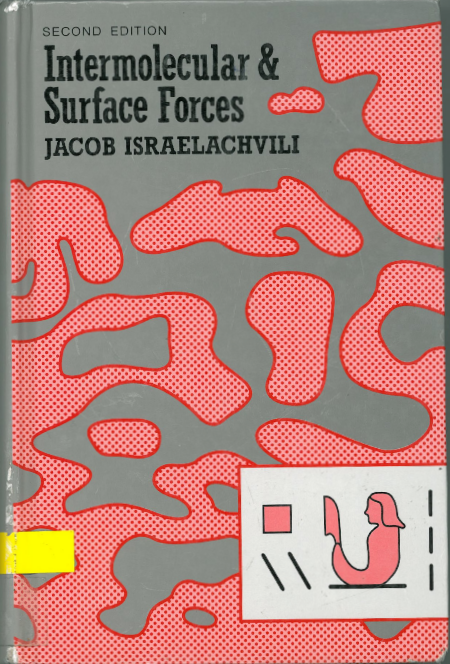 SECOND EDITION
Intermolecular &
Surface Forces
JACOB ISRAELACHVILI